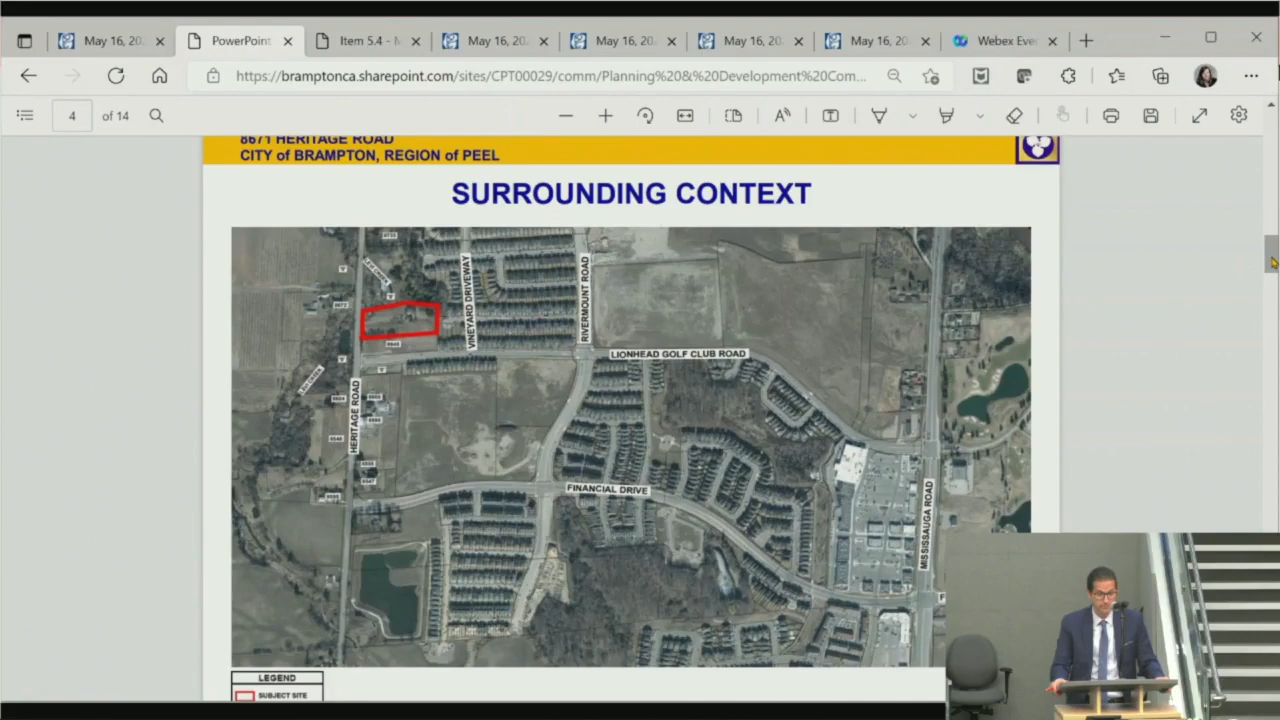 May 16, 20
PowerPoint
Item 5.4 -
May 16, 20
May 16, 20
May 16, 20
May 16, 20
Webex Eve
https://bramptonca.sharepoint.com/sites/CPT00029/comm/Planning%20&%20Development%20Com...
4 of 14
8671 HERITAGE ROAD
CITY of BRAMPTON, REGION of PEEL
SURROUNDING CONTEXT
VINEYARD DRIVEWAY
RIVERMOUNT ROAD
LIONHEAD GOLF CLUB ROAD
HERITAGE ROAD
FINANCIAL DRIVE
MISSISSAUGA ROAD
LEGEND
SUBJECT SITE